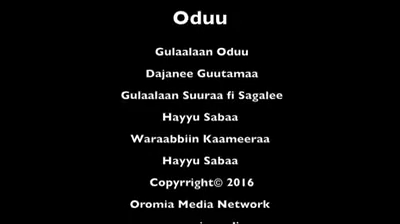 Oduu
Gulaalaan Oduu
Dajanee Guutamaa
Gulaalaan Suuraa fi Sagalee
Hayyu Sabaa
Waraabbiin Kaameeraa
Hayyu Sabaa
Copyrright© 2016
Oromia Media Network